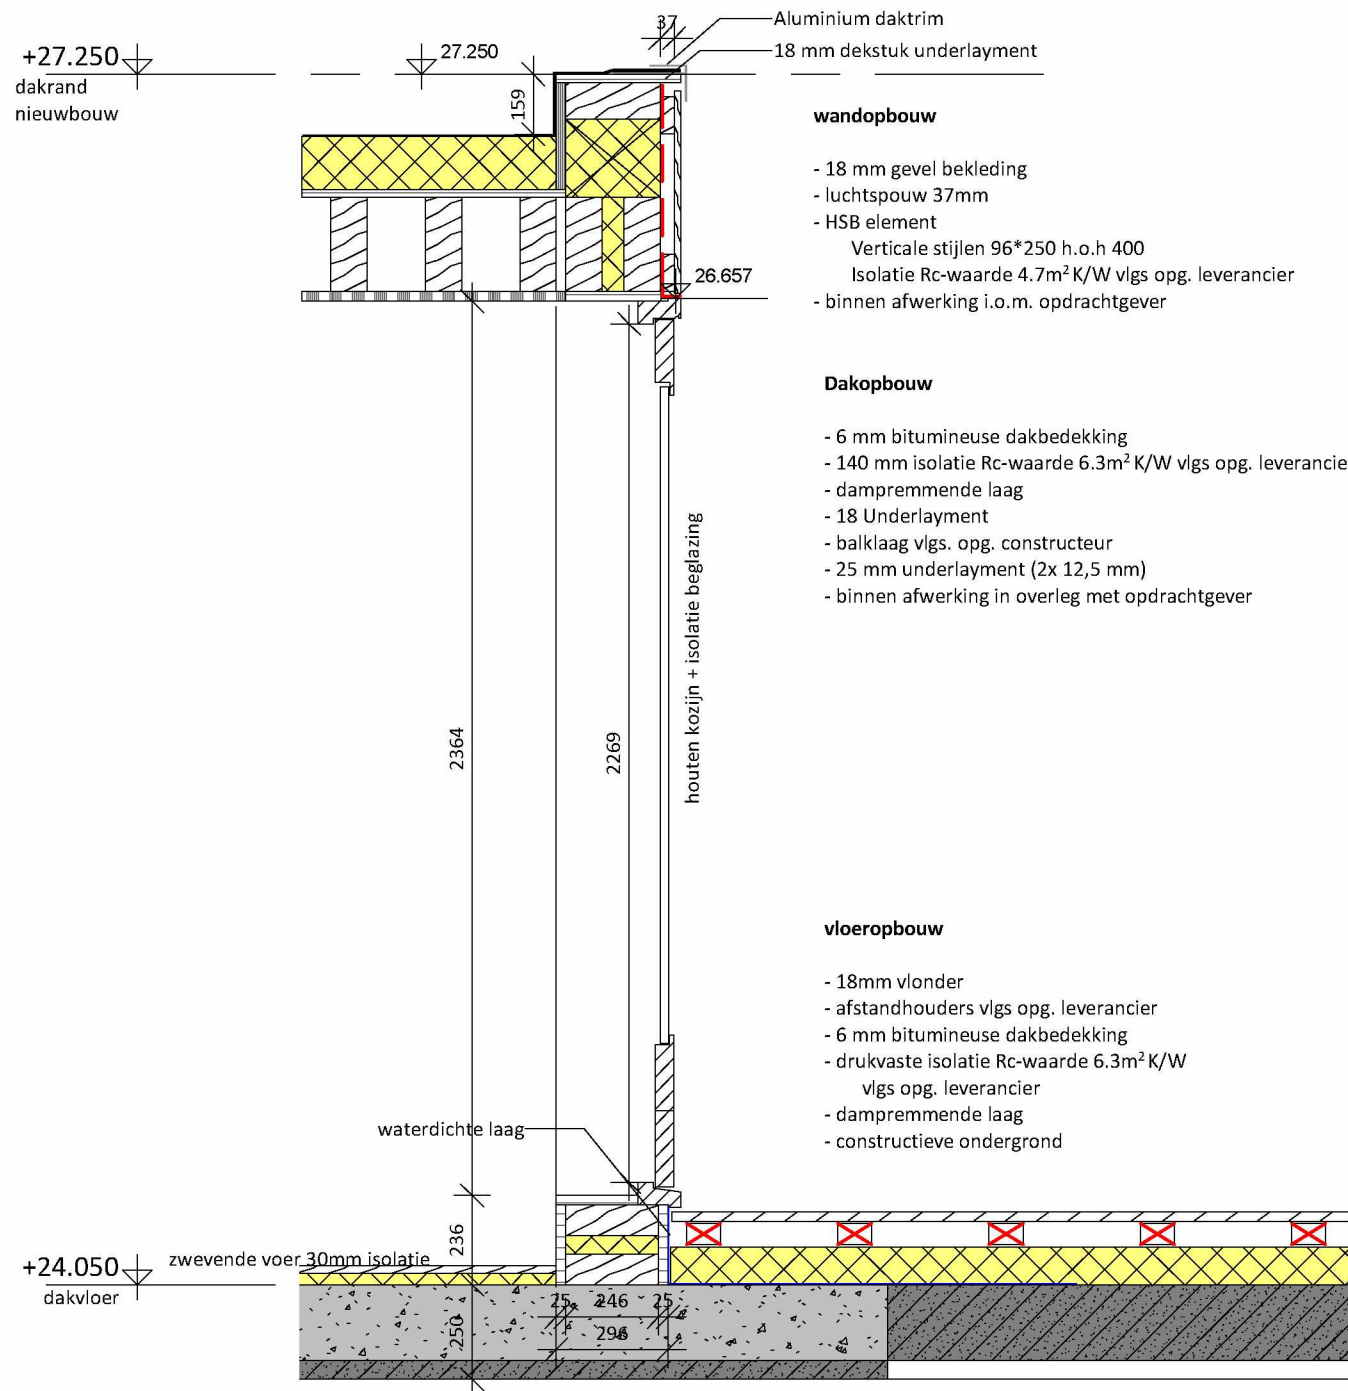 37
Aluminium daktrim
18 mm dekstuk underlayment
+27.250
dakrand
nieuwbouw
27.250
159
26.657
wandopbouw
- 18 mm gevel bekleding
- luchtspouw 37mm
- HSB element
Verticale stijlen 96*250 h.o.h 400
Isolatie Rc-waarde 4.7m² K/W vlgs opg. leverancier
- binnen afwerking i.o.m. opdrachtgever
Dakopbouw
- 6 mm bitumineuse dakbedekking
- 140 mm isolatie Rc-waarde 6.3m² K/W vlgs opg. leverancie
- dampremmende laag
- 18 Underlayment
- balklaag vlgs. opg. constructeur
- 25 mm underlayment (2x 12,5 mm)
- binnen afwerking in overleg met opdrachtgever
houten kozijn + isolatie beglazing
2364
2269
vloeropbouw
- 18mm vlonder
- afstandhouders vlgs opg. leverancier
- 6 mm bitumineuse dakbedekking
- drukvaste isolatie Rc-waarde 6.3m² K/W
vlgs opg. leverancier
- dampremmende laag
- constructieve ondergrond
waterdichte laag
236
zwevende voer 30mm isolatie
+24.050
dakvloer
25 246 25
296
250